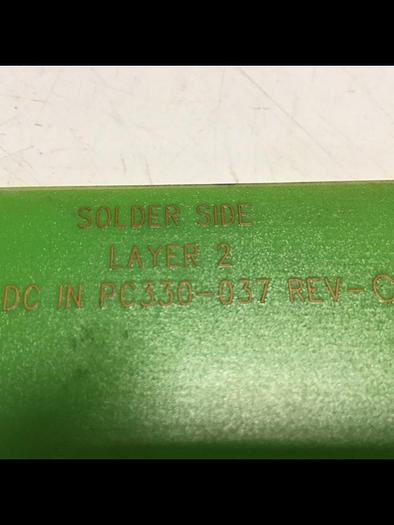 SOLDER SIDE
LAYER 2
DC IN PC330-037 REV-C